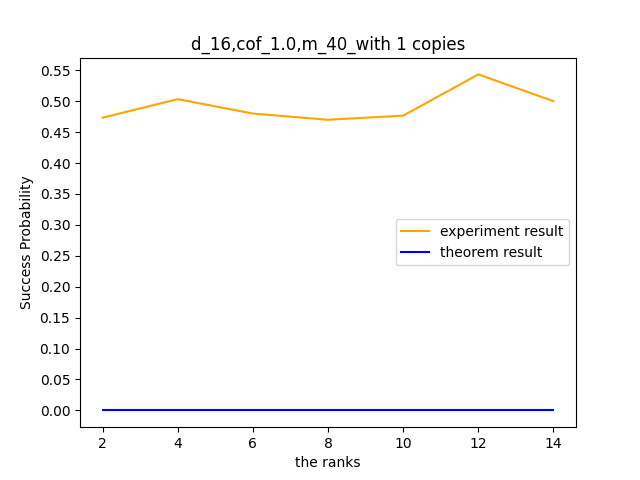 d_16,cof_1.0,m_40_with 1 copies
0.55
0.50
0.45
0.40
0.35
0.30
0.25
0.20
0.15
0.10
0.05
0.00
Success Probability
experiment result
theorem result
2 4 6 8 10 12 14
the ranks